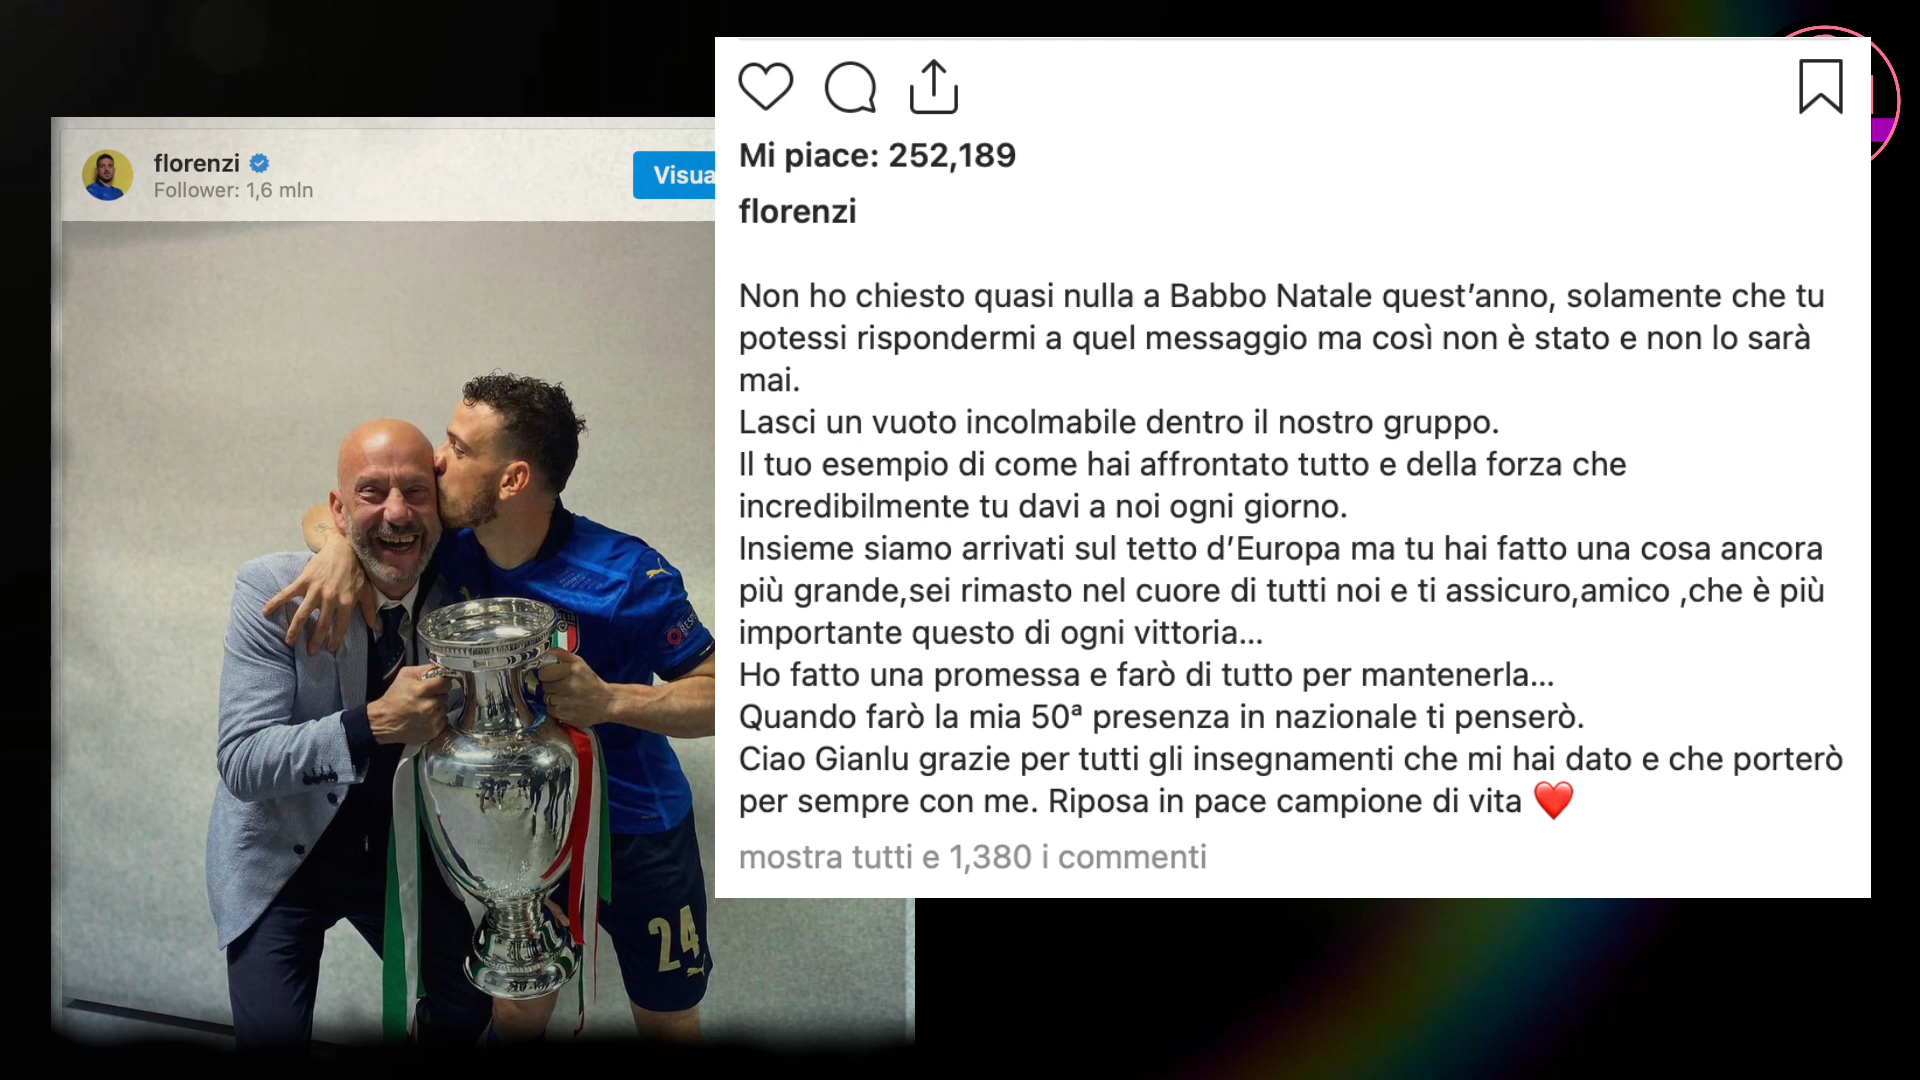 florenzi
Follower: 1,6 mln
Visua
24
Mi piace: 252,189
florenzi
Non ho chiesto quasi nulla a Babbo Natale quest’anno, solamente che tu
potessi rispondermi a quel messaggio ma così non è stato e non lo sarà
mai.
Lasci un vuoto incolmabile dentro il nostro gruppo.
Il tuo esempio di come hai affrontato tutto e della forza che
incredibilmente tu davi a noi ogni giorno.
Insieme siamo arrivati sul tetto d’Europa ma tu hai fatto una cosa ancora
più grande,sei rimasto nel cuore di tutti noi e ti assicuro,amico ,che è più
importante questo di ogni vittoria...
Ho fatto una promessa e farò di tutto per mantenerla...
Quando farò la mia 50ª presenza in nazionale ti penserò.
Ciao Gianlu grazie per tutti gli insegnamenti che mi hai dato e che porterò
per sempre con me. Riposa in pace campione di vita ❤️
mostra tutti e 1,380 i commenti